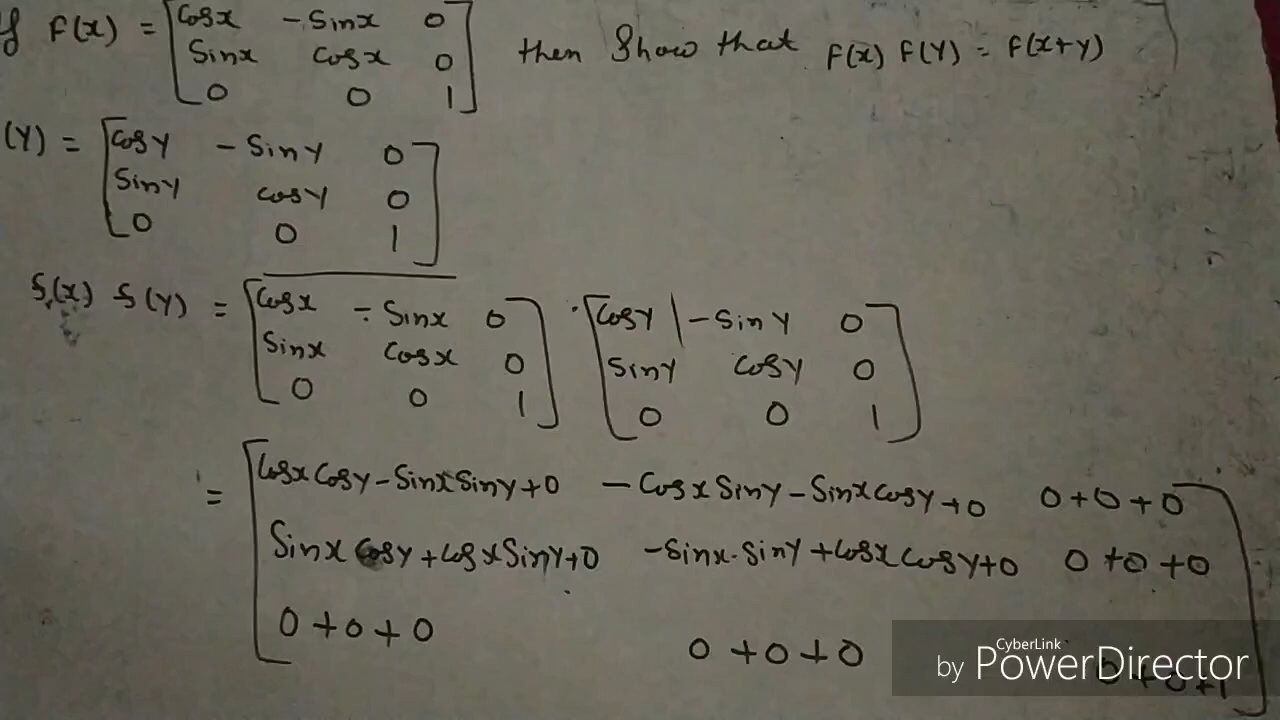 f F(x) = [cosx -sinx 0
sinx cosx 0
0 0 1] then Show that F(x) F(Y) = F(x+y)
(Y) = [cosY -SinY 0
SinY cosY 0
0 0 1]
f(x) f(Y) = [cosx -Sinx 0
Sinx cosx 0
0 0 1] . [cosY -SinY 0
SinY cosY 0
0 0 1]
= [cosx cosY - Sinx SinY + 0 - cosx SinY - Sinx cosY + 0 0 + 0 + 0
Sinx cosY + cosx SinY + 0 -Sinx.SinY + cosx cosY + 0 0 + 0 + 0
0 + 0 + 0 0 + 0 + 0 0 + 0 + 1]
CyberLink
by PowerDirector